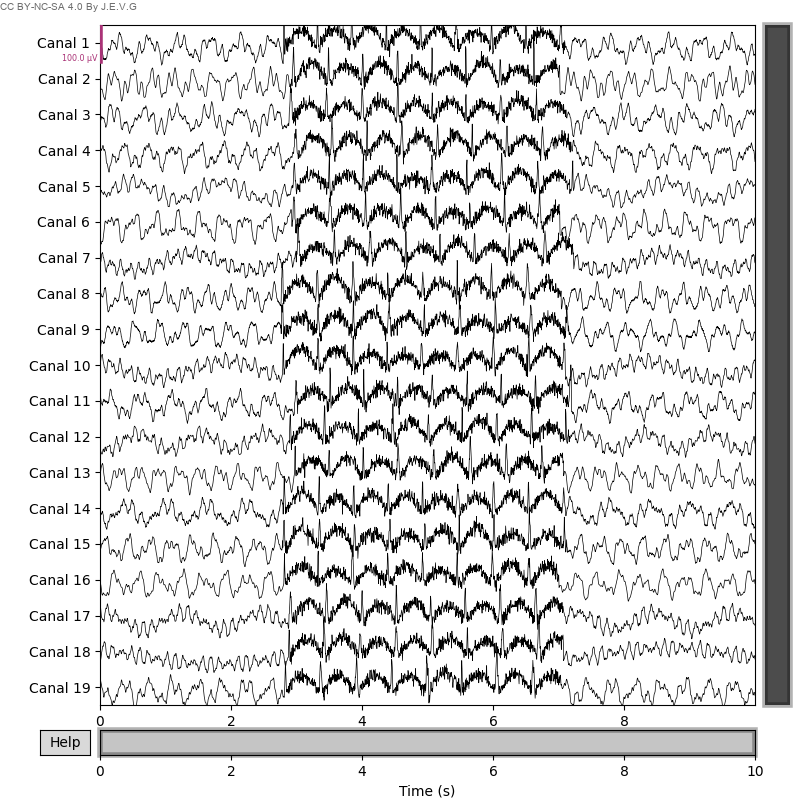 CC BY-NC-SA 4.0 By J.E.V.G
Canal 1
100.0 µV
Canal 2
Canal 3
Canal 4
Canal 5
Canal 6
Canal 7
Canal 8
Canal 9
Canal 10
Canal 11
Canal 12
Canal 13
Canal 14
Canal 15
Canal 16
Canal 17
Canal 18
Canal 19
0 2 4 6 8
Help
0 2 4 6 8 10
Time (s)